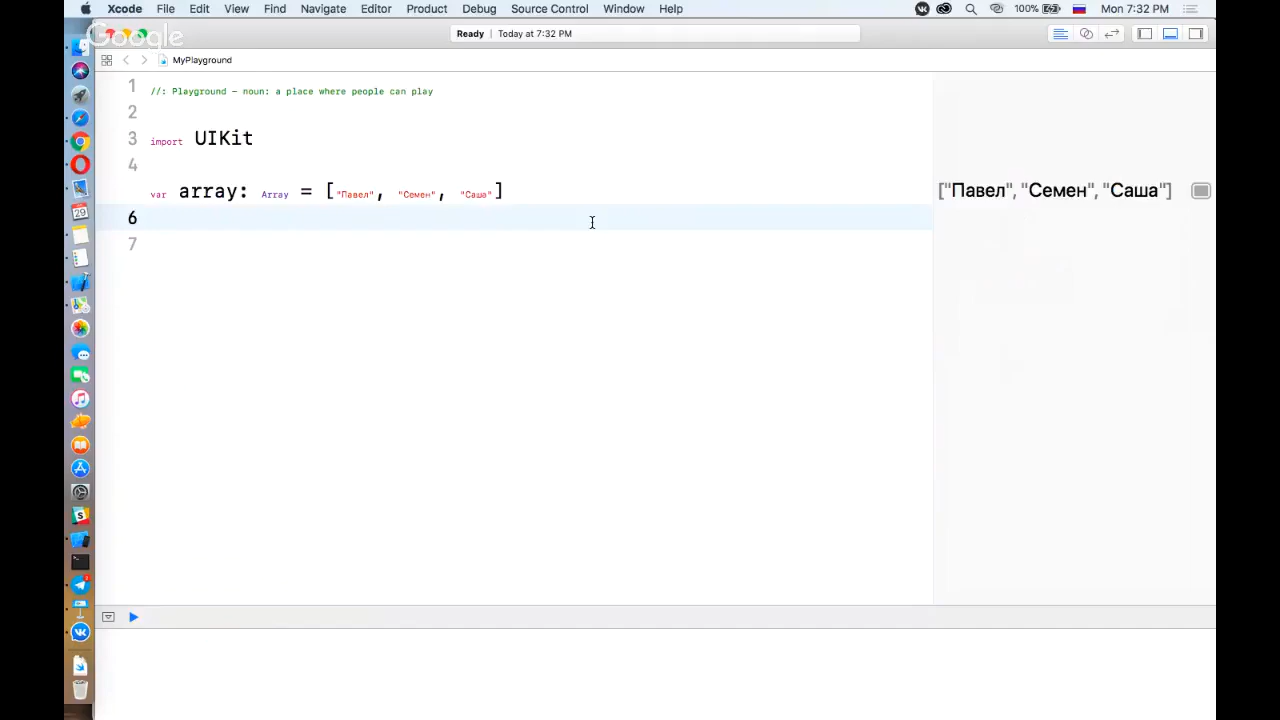 Xcode File Edit View Find Navigate Editor Product Debug Source Control Window Help 100% Mon 7:32 PM
Google
Ready Today at 7:32 PM
MyPlayground
1 //: Playground - noun: a place where people can play
2
3 import UIKit
4
var array: Array = ["Павел", "Семен", "Саша"] ["Павел", "Семен", "Саша"]
6
7